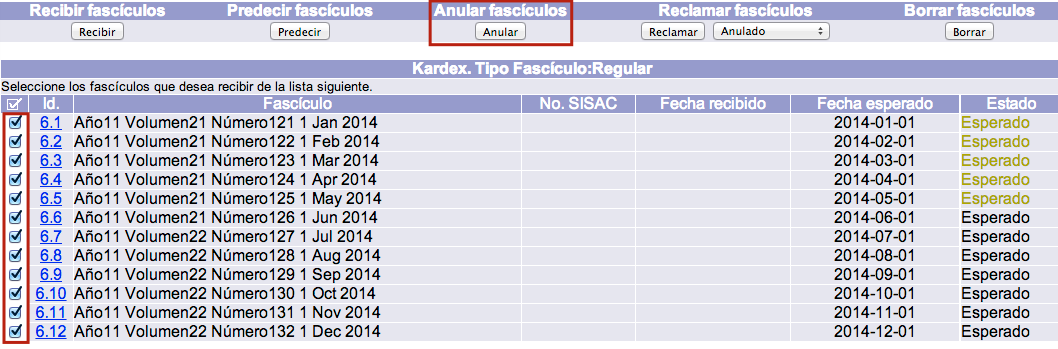 Recibir fascículos Predecir fascículos Anular fascículos Reclamar fascículos Borrar fascículos
Recibir Predecir Anular Reclamar Anulado Borrar
Kardex. Tipo Fascículo:Regular
Seleccione los fascículos que desea recibir de la lista siguiente.
Id. Fascículo No. SISAC Fecha recibido Fecha esperado Estado
6.1 Año11 Volumen21 Número121 1 Jan 2014 2014-01-01 Esperado
6.2 Año11 Volumen21 Número122 1 Feb 2014 2014-02-01 Esperado
6.3 Año11 Volumen21 Número123 1 Mar 2014 2014-03-01 Esperado
6.4 Año11 Volumen21 Número124 1 Apr 2014 2014-04-01 Esperado
6.5 Año11 Volumen21 Número125 1 May 2014 2014-05-01 Esperado
6.6 Año11 Volumen21 Número126 1 Jun 2014 2014-06-01 Esperado
6.7 Año11 Volumen22 Número127 1 Jul 2014 2014-07-01 Esperado
6.8 Año11 Volumen22 Número128 1 Aug 2014 2014-08-01 Esperado
6.9 Año11 Volumen22 Número129 1 Sep 2014 2014-09-01 Esperado
6.10 Año11 Volumen22 Número130 1 Oct 2014 2014-10-01 Esperado
6.11 Año11 Volumen22 Número131 1 Nov 2014 2014-11-01 Esperado
6.12 Año11 Volumen22 Número132 1 Dec 2014 2014-12-01 Esperado